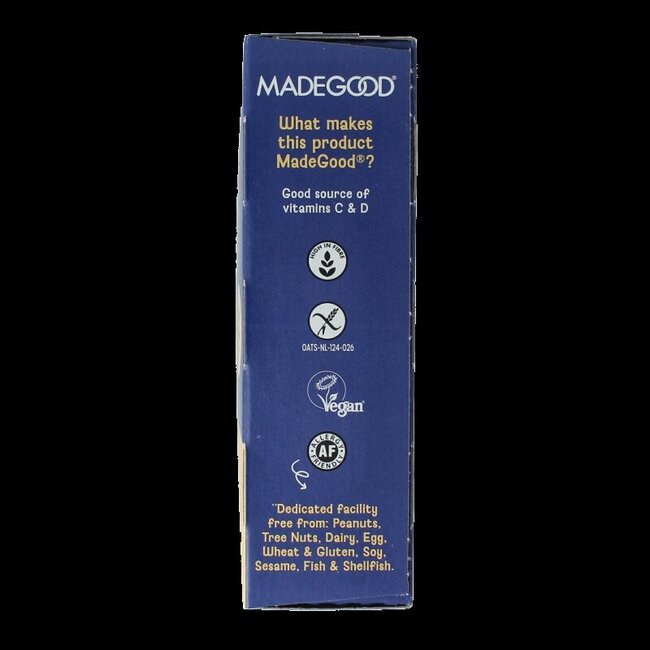 MADEGOOD®
What makes
this product
MadeGood®?
Good source of
vitamins C & D
HIGH IN FIBRE
OATS-NL-124-026
Vegan
ALLERGY
AF
FRIENDLY
"Dedicated facility
free from: Peanuts,
Tree Nuts, Dairy, Egg,
Wheat & Gluten, Soy,
Sesame, Fish & Shellfish.